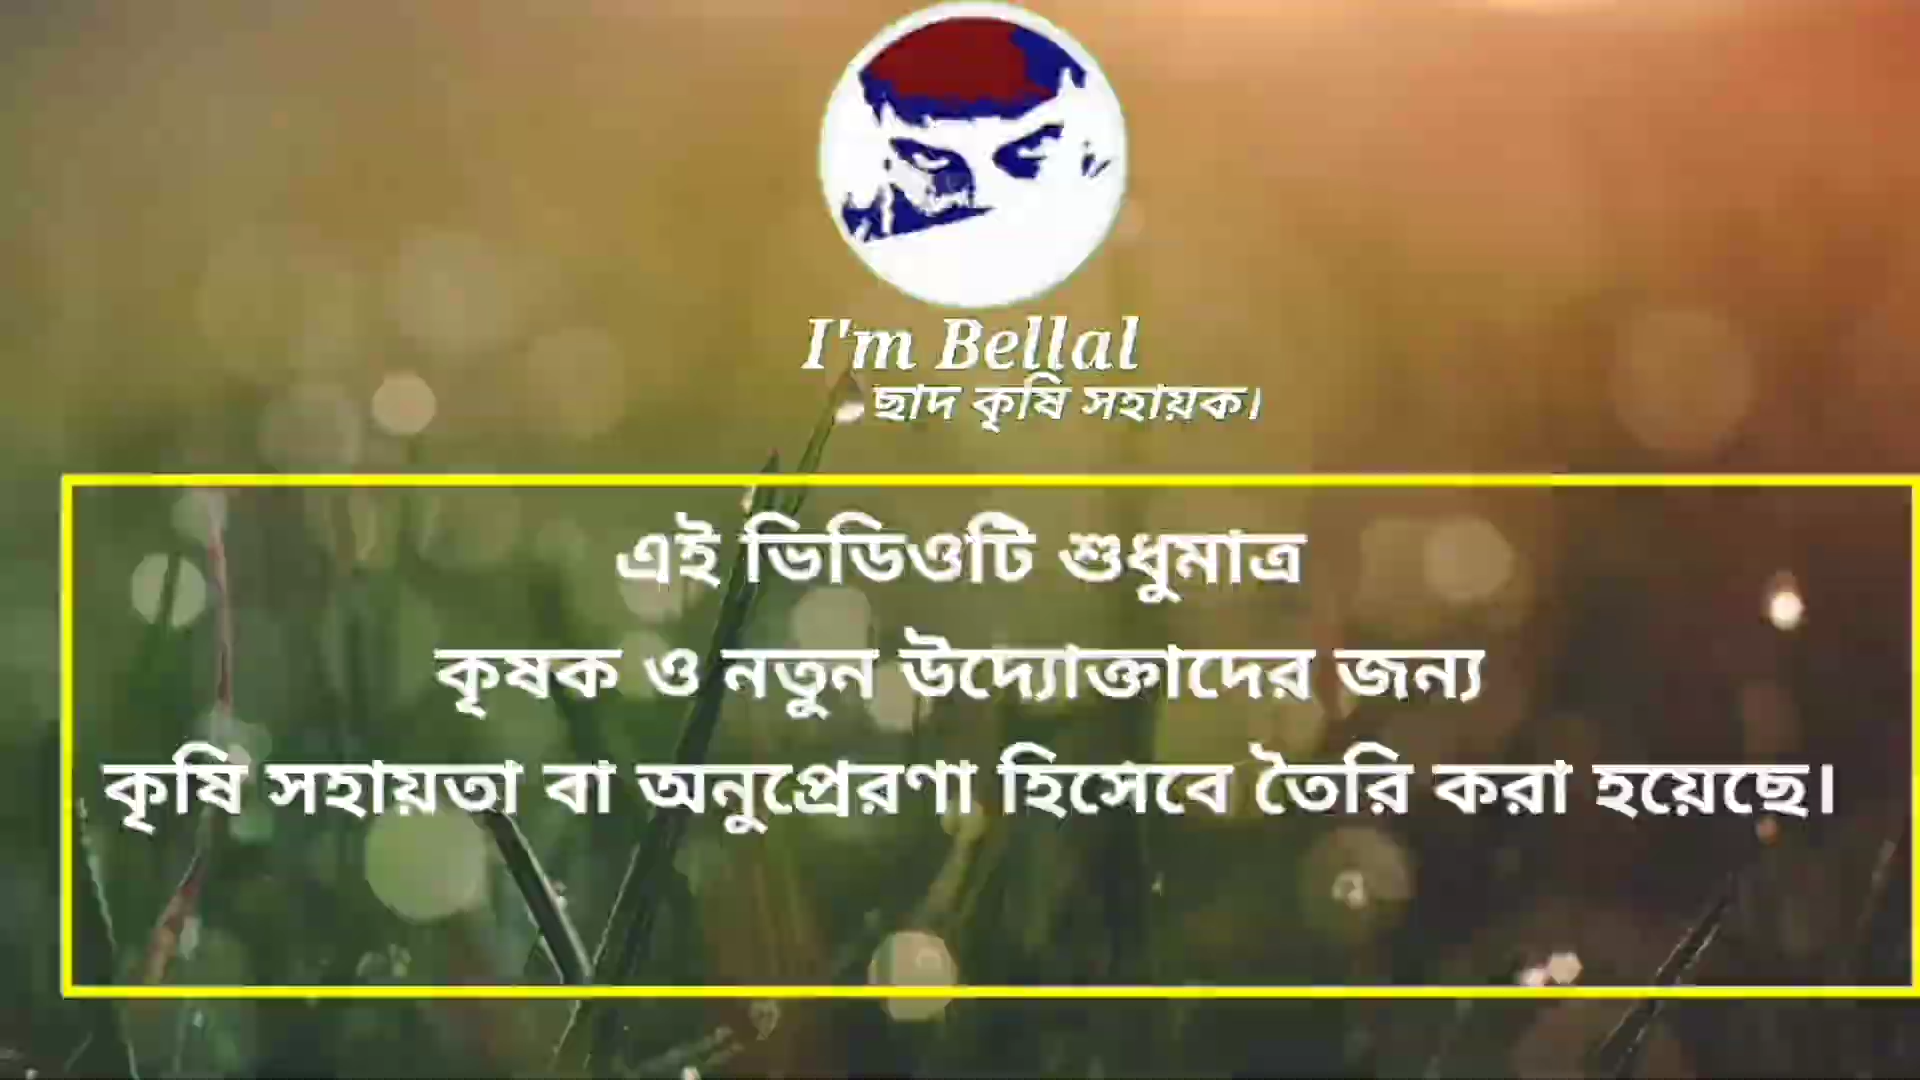 I'm Bellal
ছাদ কৃষি সহায়ক।
এই ভিডিওটি শুধুমাত্র
কৃষক ও নতুন উদ্যোক্তাদের জন্য
কৃষি সহায়তা বা অনুপ্রেরণা হিসেবে তৈরি করা হয়েছে।